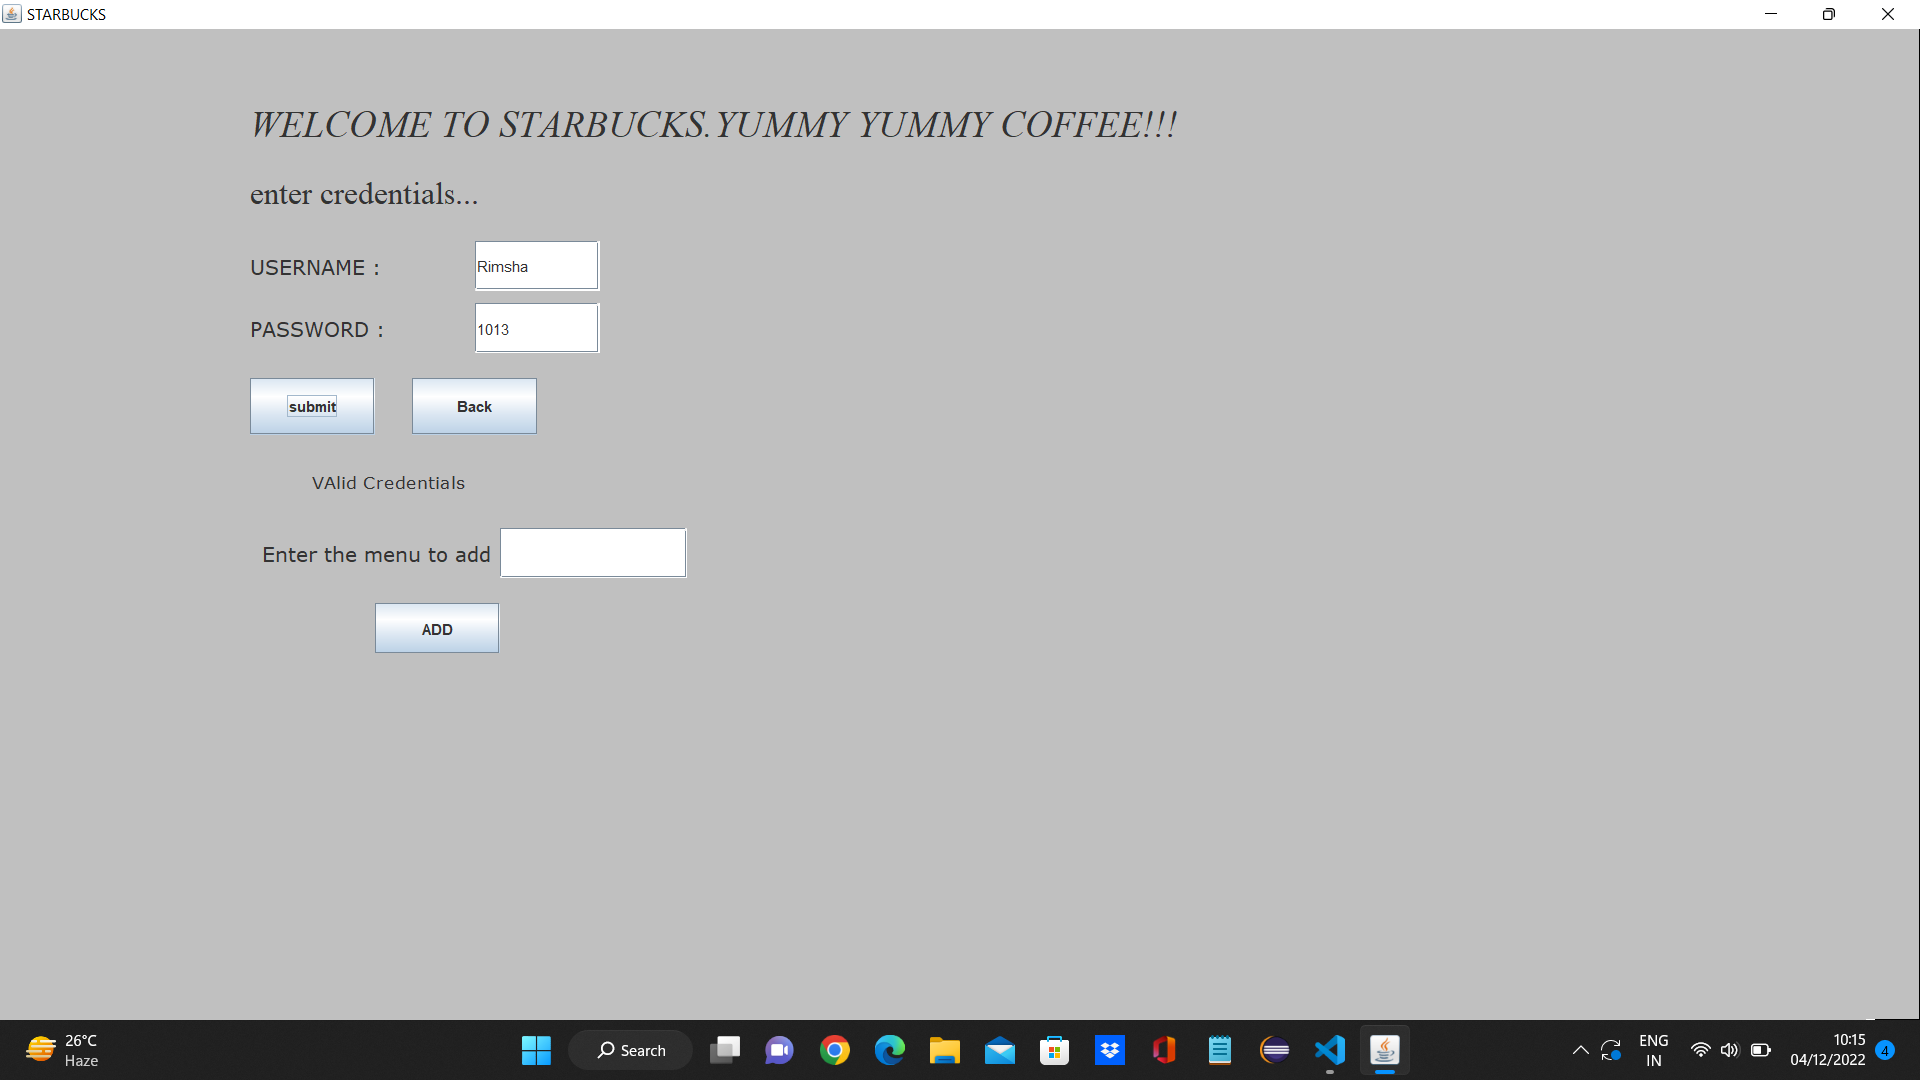 STARBUCKS
WELCOME TO STARBUCKS.YUMMY YUMMY COFFEE!!!
enter credentials...
USERNAME :
Rimsha
PASSWORD :
1013
submit
Back
VAlid Credentials
Enter the menu to add
ADD
26°C
Haze
Search
ENG
IN
10:15
04/12/2022
4